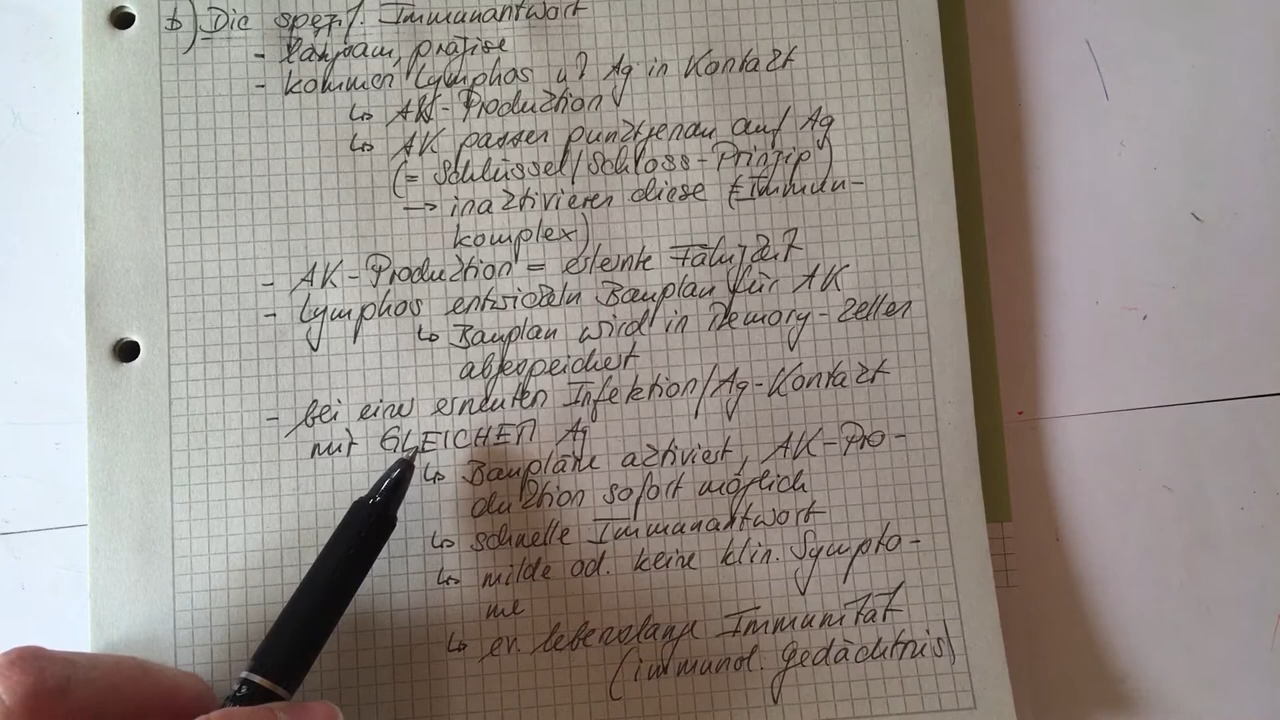 b) Die spezif. Immunantwort
- langsam, präzise
- kommen Lymphos u. Ag in Kontakt
↳ AK-Produktion
↳ AK passen punktgenau auf Ag
(= Schlüssel/Schloss-Prinzip)
→ inaktivieren diese (Immun-
komplex)
- AK-Produktion = erlernte Fähigkeit
- Lymphos entwickeln Bauplan für AK
↳ Bauplan wird in Memory-Zellen
abgespeichert
- bei einer erneuten Infektion/Ag-Kontakt
mit GLEICHEM Ag
↳ Baupläne aktiviert, AK-Pro-
duktion sofort möglich
↳ schnelle Immunantwort
↳ milde od. keine klin. Sympto-
me
↳ ev. lebenslange Immunität
(immunol. Gedächtnis)